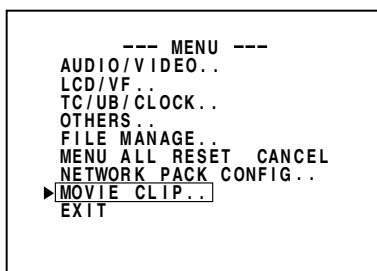 --- MENU ---
AUDIO/VIDEO..
LCD/VF..
TC/UB/CLOCK..
OTHERS..
FILE MANAGE..
MENU ALL RESET CANCEL
NETWORK PACK CONFIG..
MOVIE CLIP..
EXIT